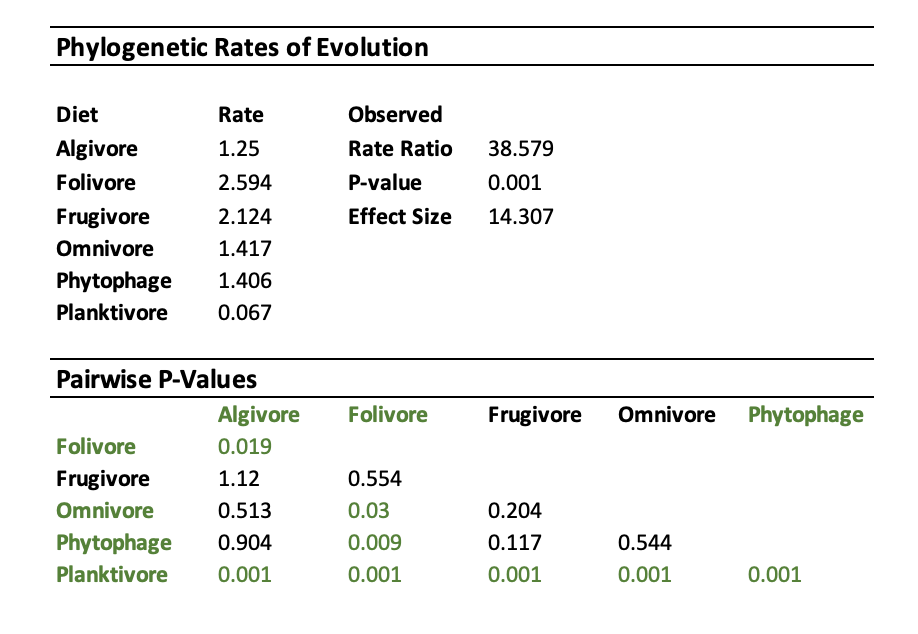 Phylogenetic Rates of Evolution
Diet Rate Observed
Algivore 1.25 Rate Ratio 38.579
Folivore 2.594 P-value 0.001
Frugivore 2.124 Effect Size 14.307
Omnivore 1.417
Phytophage 1.406
Planktivore 0.067
Pairwise P-Values
Algivore Folivore Frugivore Omnivore Phytophage
Folivore 0.019
Frugivore 1.12 0.554
Omnivore 0.513 0.03 0.204
Phytophage 0.904 0.009 0.117 0.544
Planktivore 0.001 0.001 0.001 0.001 0.001